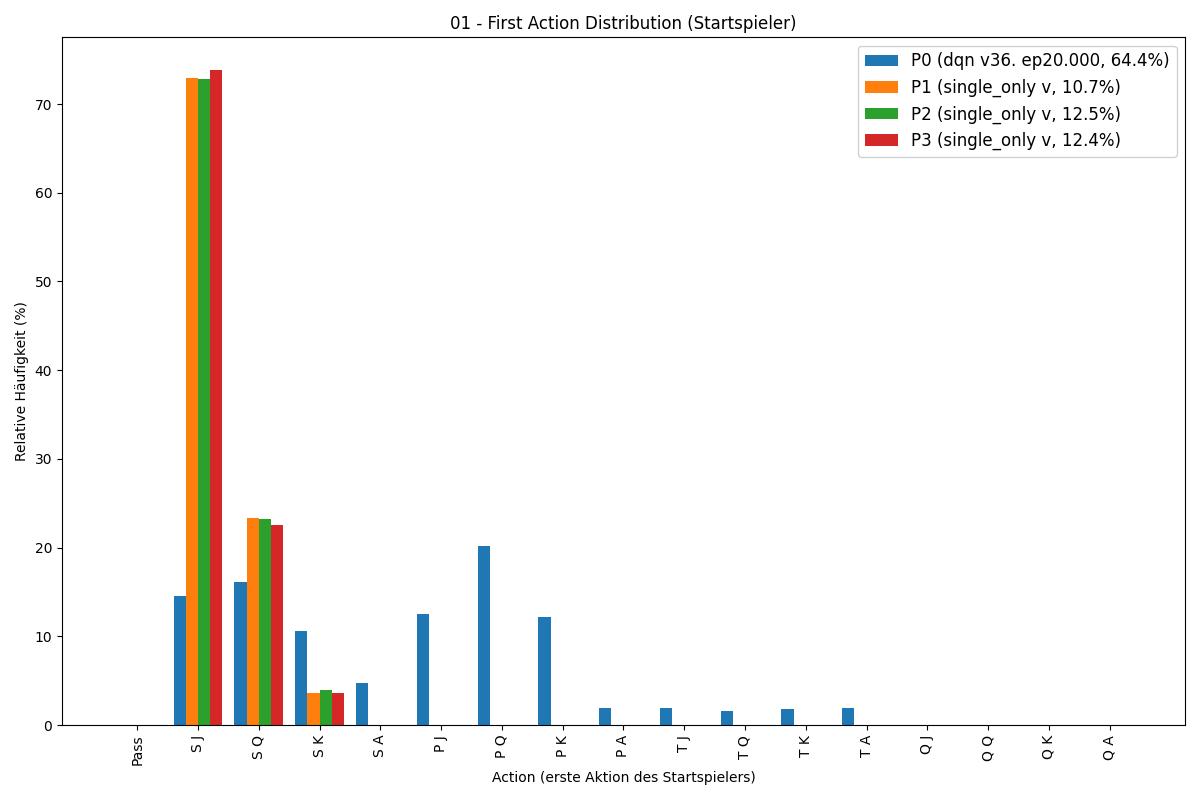 01 - First Action Distribution (Startspieler)
P0 (dqn v36. ep20.000, 64.4%)
P1 (single_only v, 10.7%)
P2 (single_only v, 12.5%)
P3 (single_only v, 12.4%)
Relative Häufigkeit (%)
70
60
50
40
30
20
10
0
Pass
S J
S Q
S K
S A
P J
P Q
P K
P A
T J
T Q
T K
T A
Q J
Q Q
Q K
Q A
Action (erste Aktion des Startspielers)